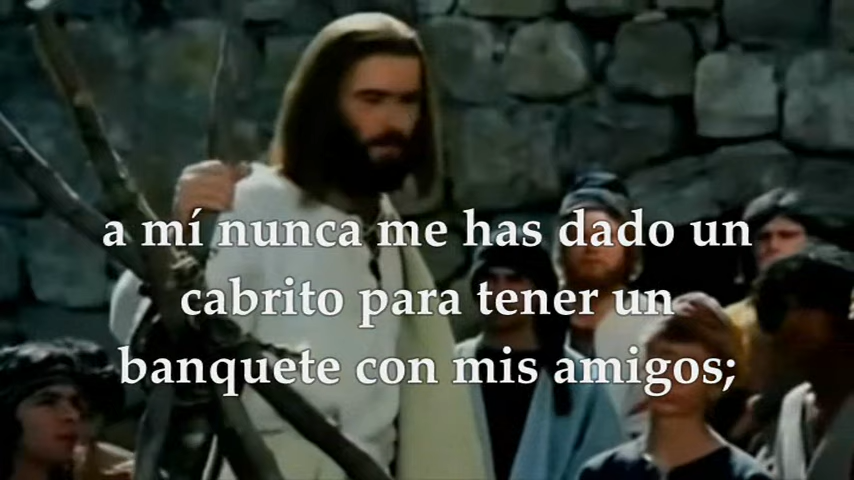 a mí nunca me has dado un
cabrito para tener un
banquete con mis amigos;